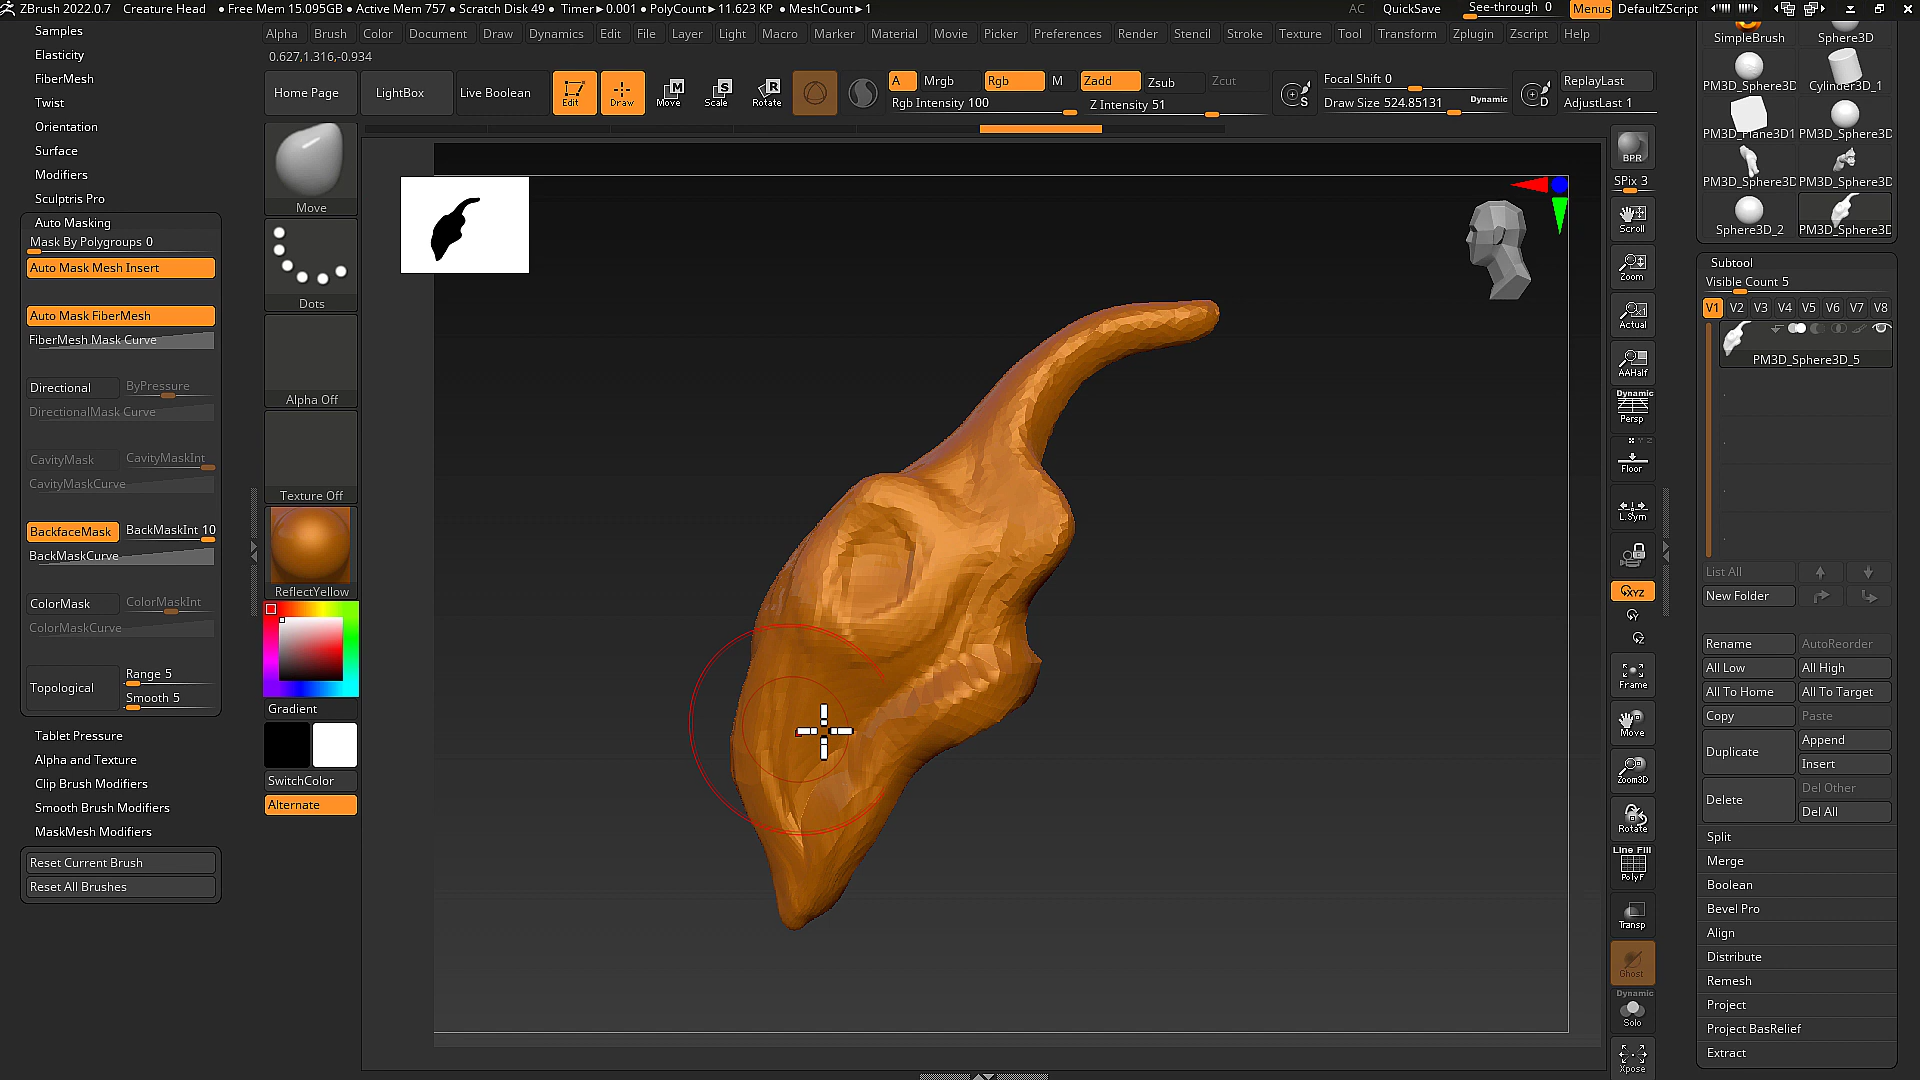 ZBrush 2022.0.7 Creature Head ● Free Mem 15.095GB ● Active Mem 757 ● Scratch Disk 49 ● Timer▸0.001 ● PolyCount▸11.623 KP ● MeshCount▸1 AC QuickSave See-through 0 Menus DefaultZScript
Alpha Brush Color Document Draw Dynamics Edit File Layer Light Macro Marker Material Movie Picker Preferences Render Stencil Stroke Texture Tool Transform Zplugin Zscript Help
0.627,1.316,-0.934
Home Page
LightBox
Live Boolean
Edit
Draw
Move
Scale
Rotate
A Mrgb Rgb M Zadd Zsub Zcut
Rgb Intensity 100
Z Intensity 51
S
Focal Shift 0
Draw Size 524.85131 Dynamic
D
ReplayLast
AdjustLast 1
Samples
Elasticity
FiberMesh
Twist
Orientation
Surface
Modifiers
Sculptris Pro
Auto Masking
Mask By Polygroups 0
Auto Mask Mesh Insert
Auto Mask FiberMesh
FiberMesh Mask Curve
Directional ByPressure
DirectionalMask Curve
CavityMask CavityMaskInt
CavityMaskCurve
BackfaceMask BackMaskInt 10
BackMaskCurve
ColorMask ColorMaskInt
ColorMaskCurve
Topological
Range 5
Smooth 5
Tablet Pressure
Alpha and Texture
Clip Brush Modifiers
Smooth Brush Modifiers
MaskMesh Modifiers
Reset Current Brush
Reset All Brushes
Move
Dots
Alpha Off
Texture Off
ReflectYellow
Gradient
SwitchColor
Alternate
BPR
SPix 3
Scroll
Zoom
Actual
AAHalf
Dynamic
Persp
Floor
L.Sym
XYZ
Frame
Move
Zoom3D
Rotate
Line Fill
PolyF
Transp
Ghost
Dynamic
Solo
Xpose
SimpleBrush Sphere3D
PM3D_Sphere3D Cylinder3D_1
PM3D_Plane3D1 PM3D_Sphere3D
PM3D_Sphere3D PM3D_Sphere3D
Sphere3D_2 PM3D_Sphere3D
Subtool
Visible Count 5
V1 V2 V3 V4 V5 V6 V7 V8
PM3D_Sphere3D_5
List All
New Folder
Rename AutoReorder
All Low All High
All To Home All To Target
Copy Paste
Duplicate Append
Insert
Delete Del Other
Del All
Split
Merge
Boolean
Bevel Pro
Align
Distribute
Remesh
Project
Project BasRelief
Extract